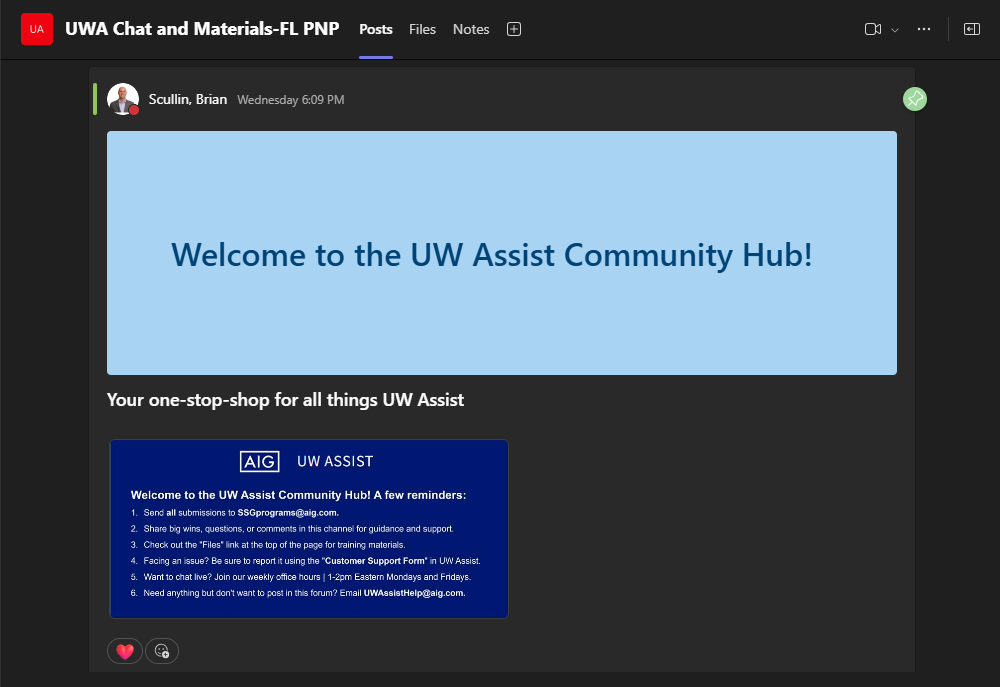 UA
UWA Chat and Materials-FL PNP
Posts
Files
Notes
Scullin, Brian
Wednesday 6:09 PM
Welcome to the UW Assist Community Hub!
Your one-stop-shop for all things UW Assist
AIG UW ASSIST
Welcome to the UW Assist Community Hub! A few reminders:
1. Send all submissions to SSGprograms@aig.com.
2. Share big wins, questions, or comments in this channel for guidance and support.
3. Check out the "Files" link at the top of the page for training materials.
4. Facing an issue? Be sure to report it using the "Customer Support Form" in UW Assist.
5. Want to chat live? Join our weekly office hours | 1-2pm Eastern Mondays and Fridays.
6. Need anything but don't want to post in this forum? Email UWAssistHelp@aig.com.